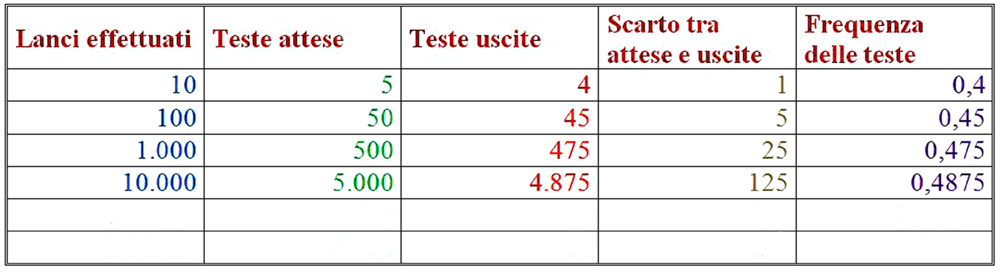 Lanci effettuati Teste attese Teste uscite Scarto tra attese e uscite Frequenza delle teste
10 5 4 1 0,4
100 50 45 5 0,45
1.000 500 475 25 0,475
10.000 5.000 4.875 125 0,4875